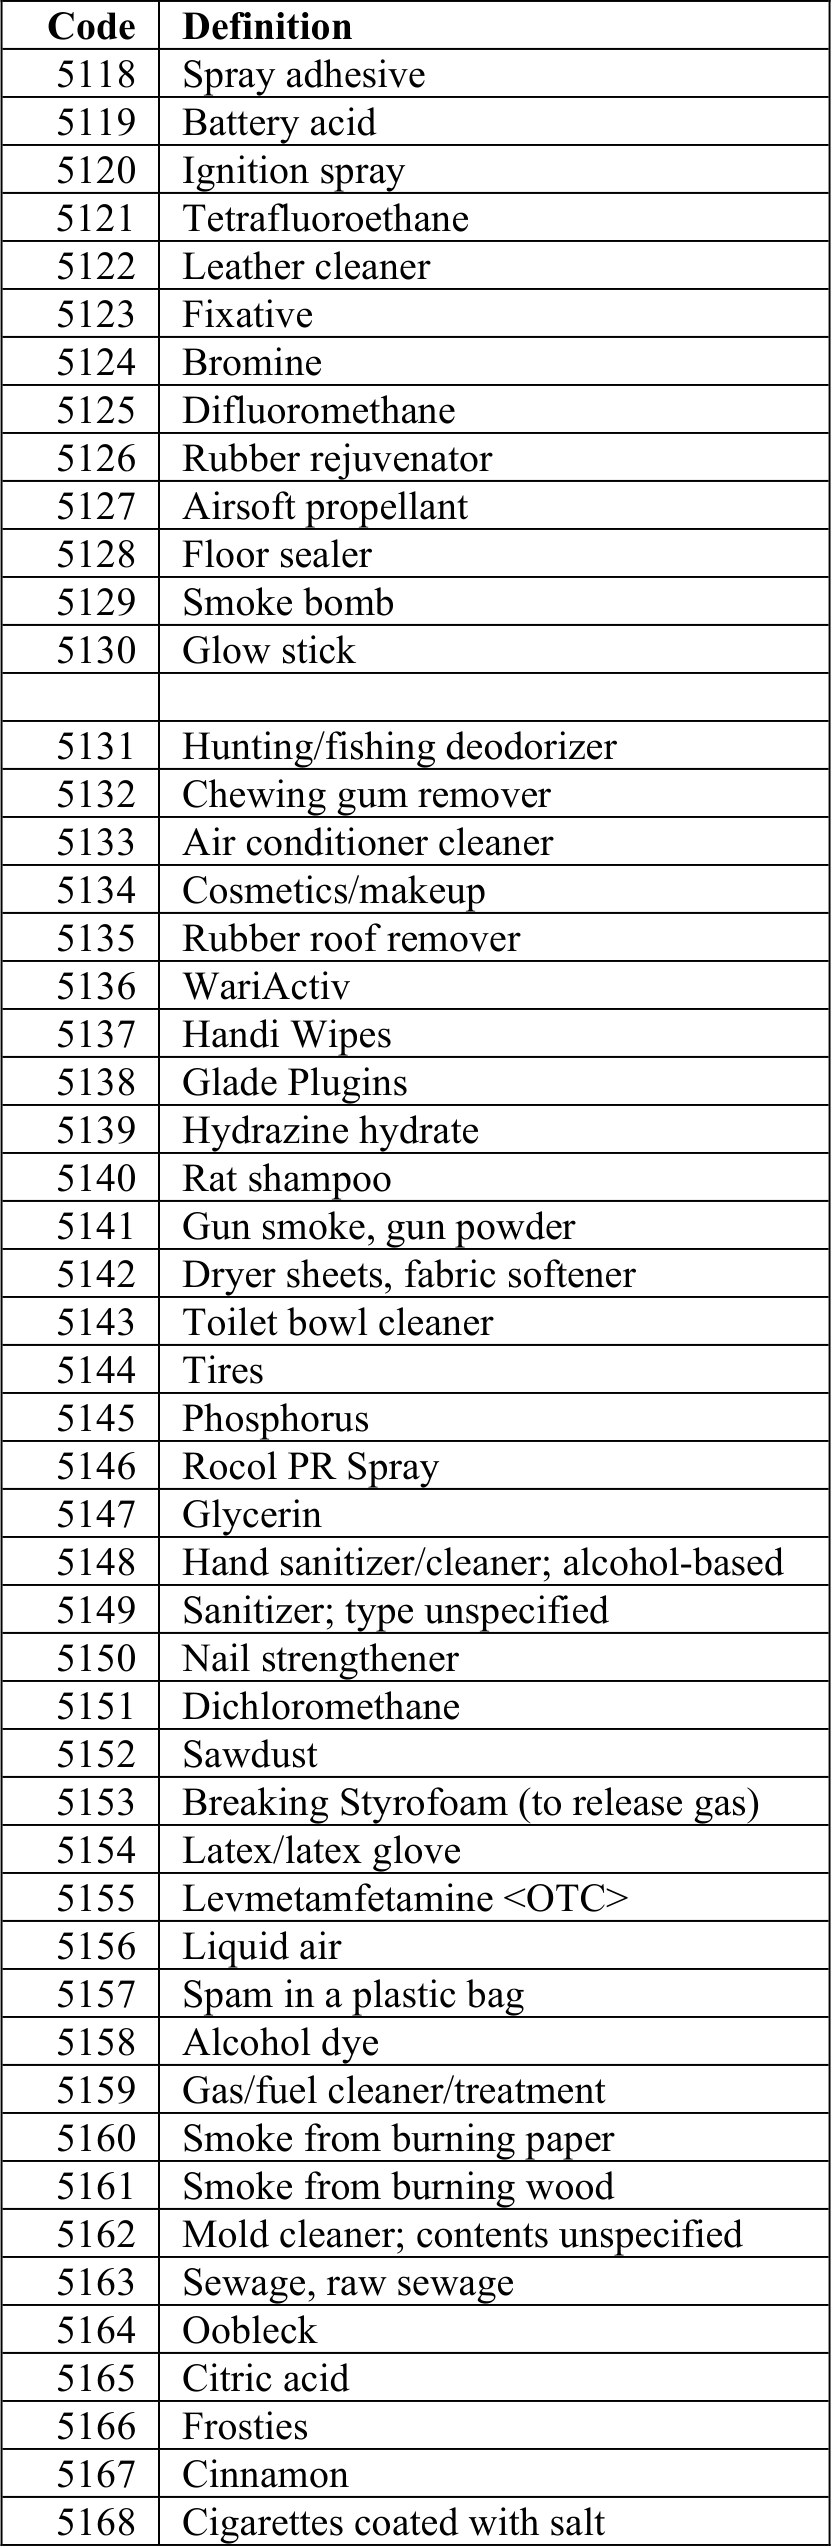 Code Definition
5118 Spray adhesive
5119 Battery acid
5120 Ignition spray
5121 Tetrafluoroethane
5122 Leather cleaner
5123 Fixative
5124 Bromine
5125 Difluoromethane
5126 Rubber rejuvenator
5127 Airsoft propellant
5128 Floor sealer
5129 Smoke bomb
5130 Glow stick
5131 Hunting/fishing deodorizer
5132 Chewing gum remover
5133 Air conditioner cleaner
5134 Cosmetics/makeup
5135 Rubber roof remover
5136 WariActiv
5137 Handi Wipes
5138 Glade Plugins
5139 Hydrazine hydrate
5140 Rat shampoo
5141 Gun smoke, gun powder
5142 Dryer sheets, fabric softener
5143 Toilet bowl cleaner
5144 Tires
5145 Phosphorus
5146 Rocol PR Spray
5147 Glycerin
5148 Hand sanitizer/cleaner; alcohol-based
5149 Sanitizer; type unspecified
5150 Nail strengthener
5151 Dichloromethane
5152 Sawdust
5153 Breaking Styrofoam (to release gas)
5154 Latex/latex glove
5155 Levmetamfetamine <OTC>
5156 Liquid air
5157 Spam in a plastic bag
5158 Alcohol dye
5159 Gas/fuel cleaner/treatment
5160 Smoke from burning paper
5161 Smoke from burning wood
5162 Mold cleaner; contents unspecified
5163 Sewage, raw sewage
5164 Oobleck
5165 Citric acid
5166 Frosties
5167 Cinnamon
5168 Cigarettes coated with salt